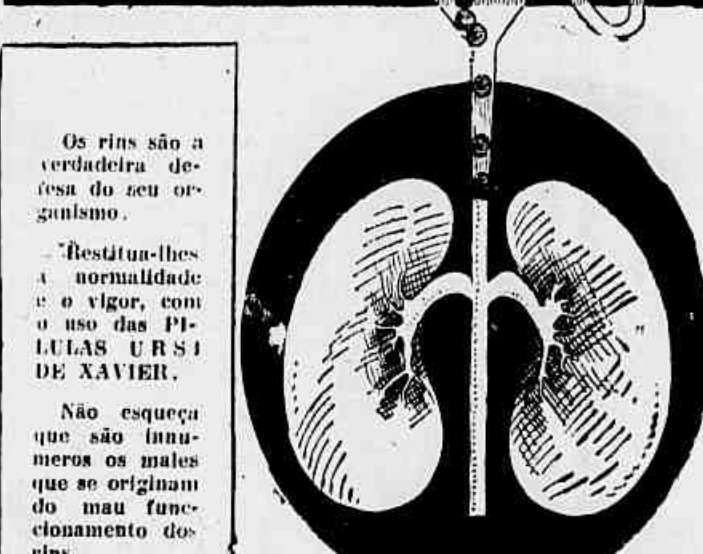 Os rins são a
verdadeira de-
fesa do seu or-
ganismo.
Restitua-lhes
a normalidade
e o vigor, com
o uso das PI-
LULAS URSI
DE XAVIER.
Não esqueça
que são innu-
meros os males
que se originam
do mau func-
cionamento dos
rins